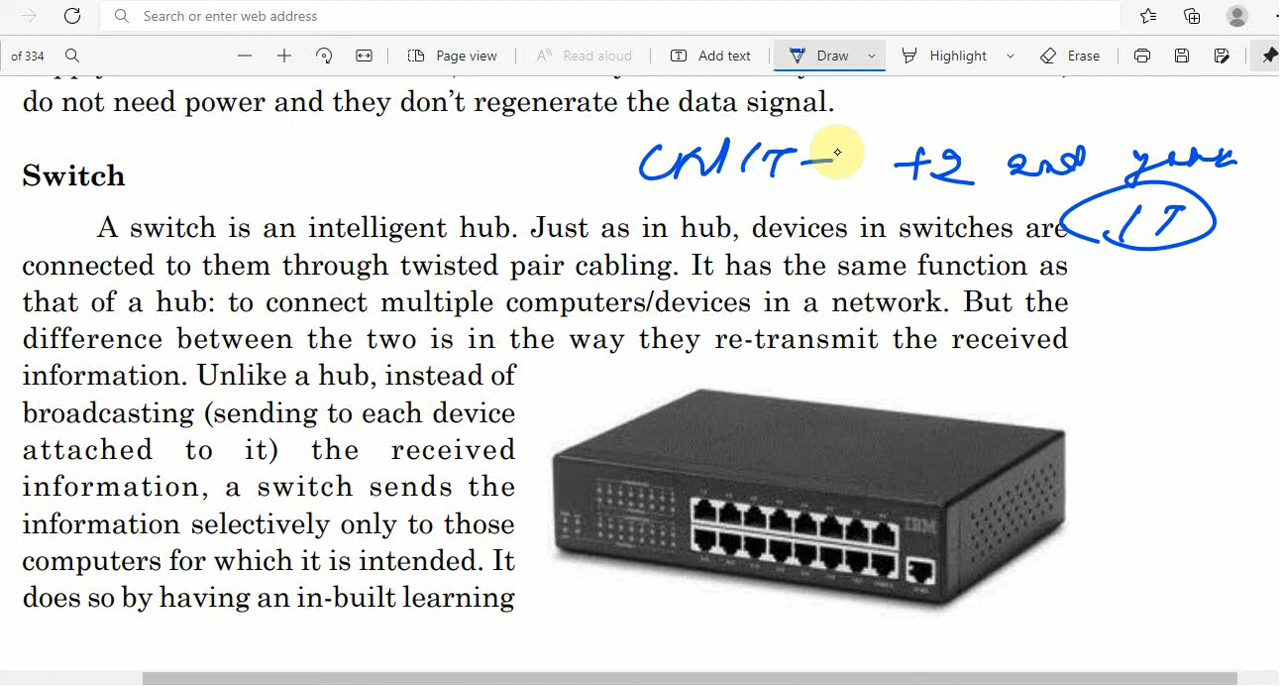 Search or enter web address
of 334
Page view
Read aloud
Add text
Draw
Highlight
Erase
do not need power and they don't regenerate the data signal.
+2 2nd year
Switch
IT
A switch is an intelligent hub. Just as in hub, devices in switches are
connected to them through twisted pair cabling. It has the same function as
that of a hub: to connect multiple computers/devices in a network. But the
difference between the two is in the way they re-transmit the received
information. Unlike a hub, instead of
broadcasting (sending to each device
attached to it) the received
information, a switch sends the
information selectively only to those
computers for which it is intended. It
does so by having an in-built learning
IBM